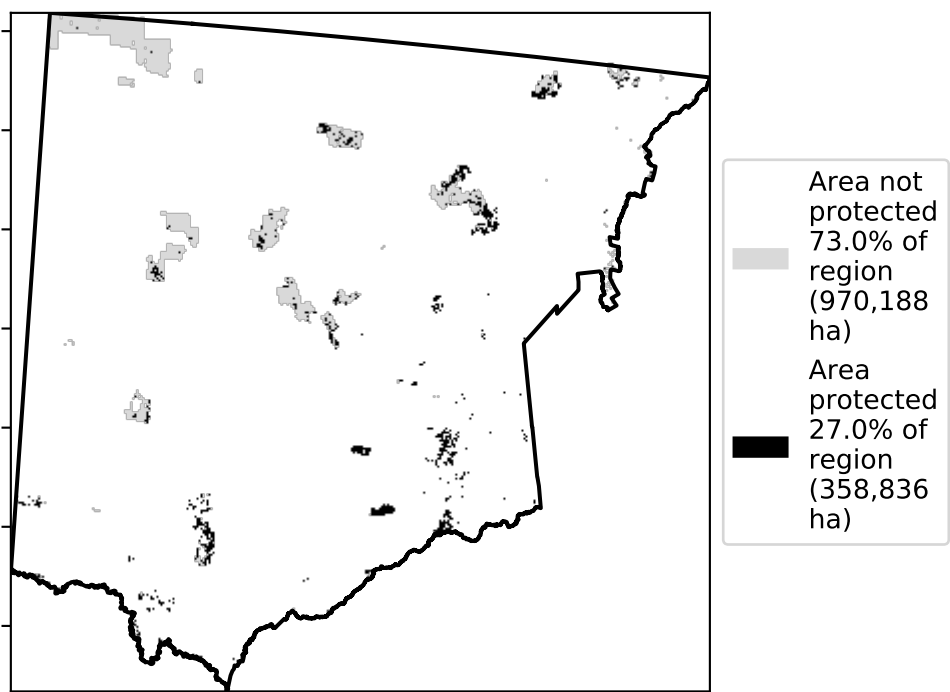 Area not
protected
73.0% of
region
(970,188
ha)
Area
protected
27.0% of
region
(358,836
ha)